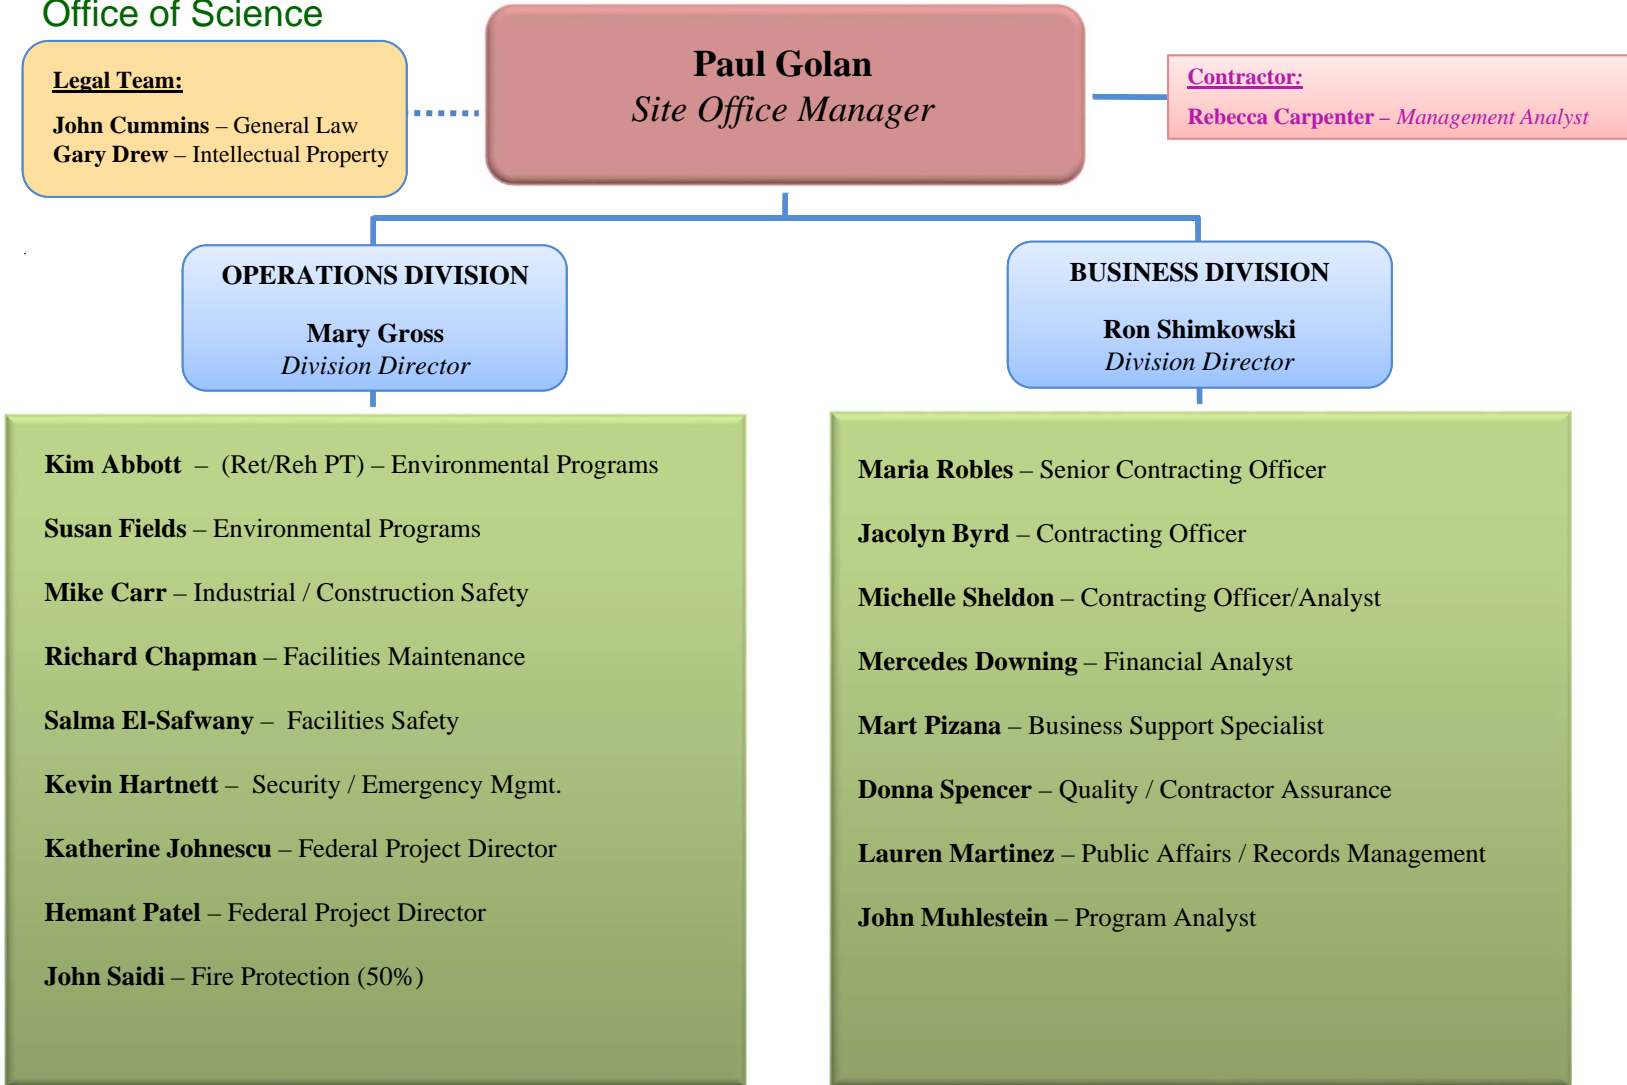 Office of Science
Legal Team:
John Cummins – General Law
Gary Drew – Intellectual Property
Paul Golan
Site Office Manager
Contractor:
Rebecca Carpenter – Management Analyst
OPERATIONS DIVISION
Mary Gross
Division Director
BUSINESS DIVISION
Ron Shimkowski
Division Director
Kim Abbott – (Ret/Reh PT) – Environmental Programs
Susan Fields – Environmental Programs
Mike Carr – Industrial / Construction Safety
Richard Chapman – Facilities Maintenance
Salma El-Safwany – Facilities Safety
Kevin Hartnett – Security / Emergency Mgmt.
Katherine Johnescu – Federal Project Director
Hemant Patel – Federal Project Director
John Saidi – Fire Protection (50%)
Maria Robles – Senior Contracting Officer
Jacolyn Byrd – Contracting Officer
Michelle Sheldon – Contracting Officer/Analyst
Mercedes Downing – Financial Analyst
Mart Pizana – Business Support Specialist
Donna Spencer – Quality / Contractor Assurance
Lauren Martinez – Public Affairs / Records Management
John Muhlestein – Program Analyst